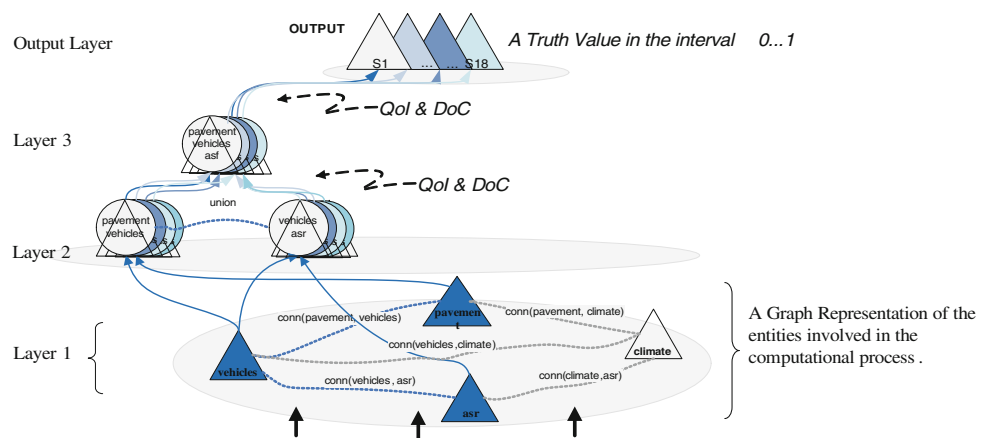 Output Layer
OUTPUT
A Truth Value in the interval 0...1
S1
...
...
S18
QoI & DoC
Layer 3
pavement
vehicles
asf
QoI & DoC
union
pavement
vehicles
vehicles
asr
Layer 2
pavemen
t
conn(pavement, vehicles)
conn(pavement, climate)
A Graph Representation of the
entities involved in the
computational process .
Layer 1
conn(vehicles ,climate)
climate
vehicles
conn(vehicles, asr)
conn(climate ,asr)
asr